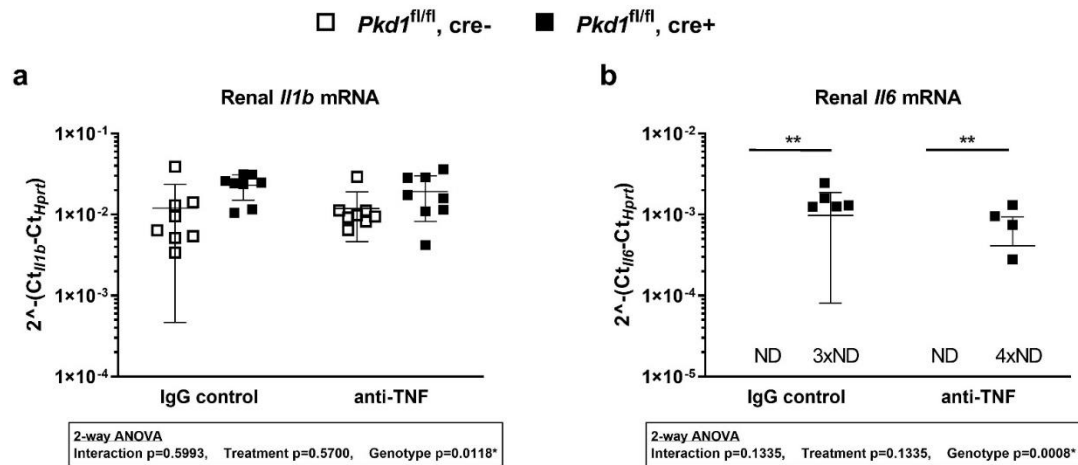 Pkd1fl/fl, cre- Pkd1fl/fl, cre+
a
Renal Il1b mRNA
2^-(CtIl1b-CtHprt)
1×10-1
1×10-2
1×10-3
1×10-4
IgG control anti-TNF
2-way ANOVA
Interaction p=0.5993, Treatment p=0.5700, Genotype p=0.0118*
b
Renal Il6 mRNA
2^-(CtIl6-CtHprt)
1×10-2
1×10-3
1×10-4
1×10-5
** **
ND 3xND ND 4xND
IgG control anti-TNF
2-way ANOVA
Interaction p=0.1335, Treatment p=0.1335, Genotype p=0.0008*